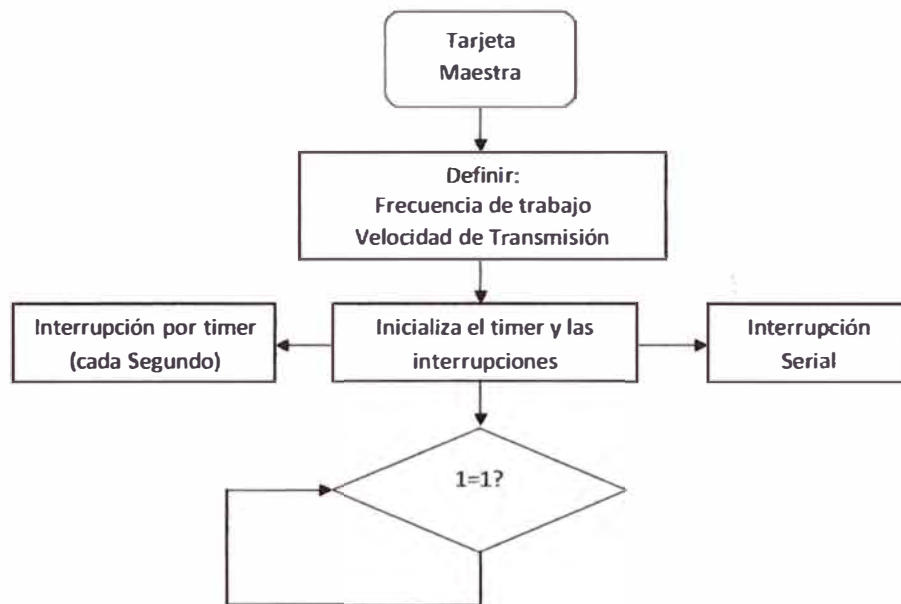 Tarjeta
Maestra
Definir:
Frecuencia de trabajo
Velocidad de Transmisión
Interrupción por timer
(cada Segundo)
Inicializa el timer y las
interrupciones
Interrupción
Serial
1=1?